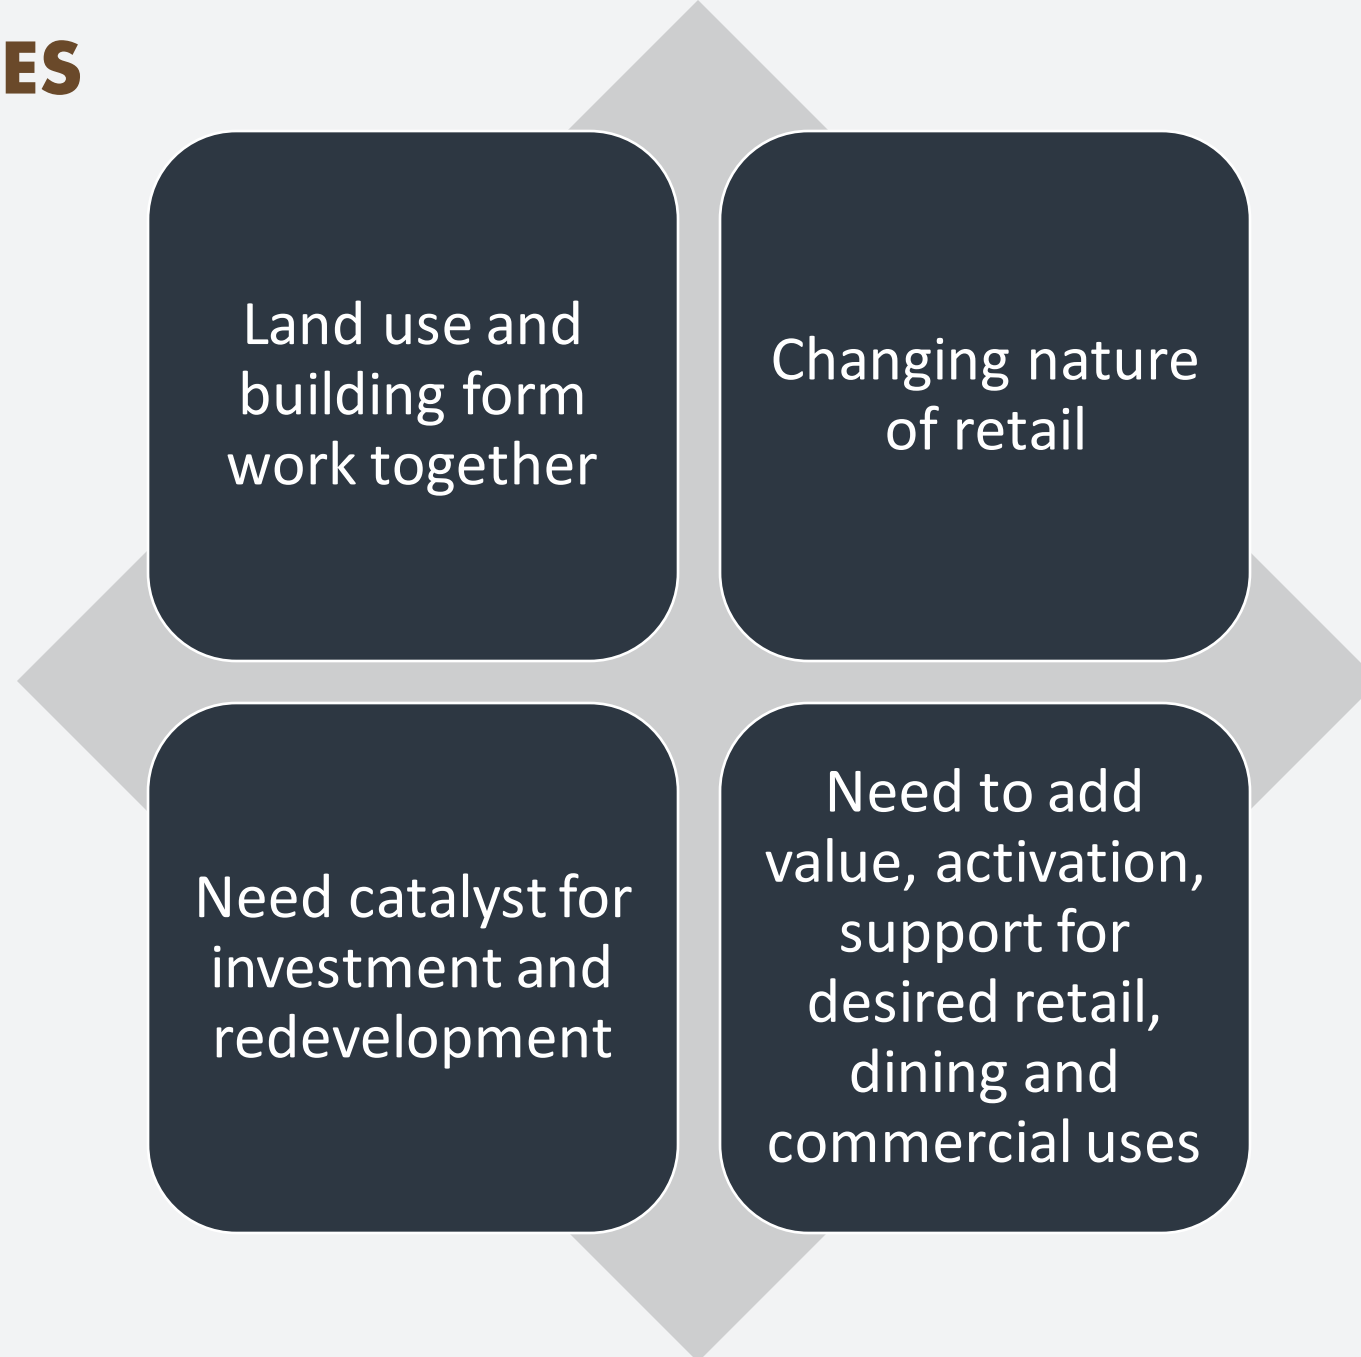 ES
Land use and
building form
work together
Changing nature
of retail
Need catalyst for
investment and
redevelopment
Need to add
value, activation,
support for
desired retail,
dining and
commercial uses